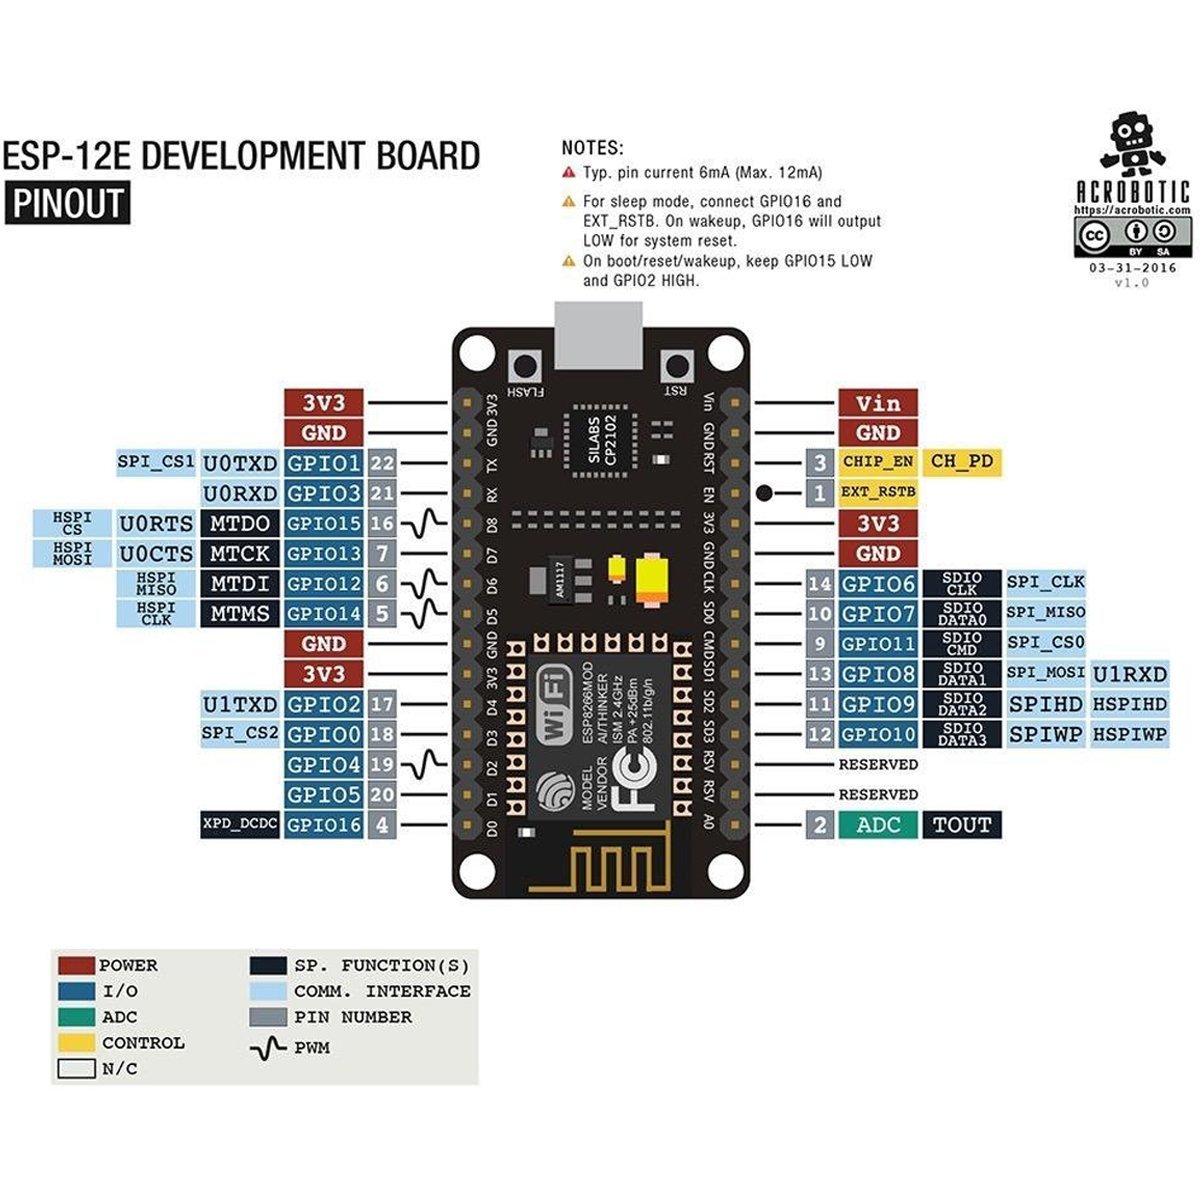 ESP-12E DEVELOPMENT BOARD
PINOUT
NOTES:
Typ. pin current 6mA (Max. 12mA)
For sleep mode, connect GPIO16 and
EXT_RSTB. On wakeup, GPIO16 will output
LOW for system reset.
On boot/reset/wakeup, keep GPIO15 LOW
and GPIO2 HIGH.
ACROBOTIC
https://acrobotic.com
CC
BY SA
03-31-2016
v1.0
FLASH
RST
SILABS
CP2102
AM1117
3V3 3V3 Vin Vin
GND GND GND GND
SPI_CS1 U0TXD GPIO1 22 TX RST 3 CHIP_EN CH_PD
U0RXD GPIO3 21 RX EN 1 EXT_RSTB
HSPI CS U0RTS MTDO GPIO15 16 D8 3V3 3V3
HSPI MOSI U0CTS MTCK GPIO13 7 D7 GND GND
HSPI MISO MTDI GPIO12 6 D6 CLK 14 GPIO6 SDIO CLK SPI_CLK
HSPI CLK MTMS GPIO14 5 D5 SD0 10 GPIO7 SDIO DATA0 SPI_MISO
GND GND CMD 9 GPIO11 SDIO CMD SPI_CS0
3V3 3V3 SD1 13 GPIO8 SDIO DATA1 SPI_MOSI U1RXD
U1TXD GPIO2 17 D4 SD2 11 GPIO9 SDIO DATA2 SPIHD HSPIHD
SPI_CS2 GPIO0 18 D3 SD3 12 GPIO10 SDIO DATA3 SPIWP HSPIWP
GPIO4 19 D2 RSV RESERVED
GPIO5 20 D1 RSV RESERVED
XPD_DCDC GPIO16 4 D0 A0 2 ADC TOUT
WiFi
MODEL ESP8266MOD
VENDOR AI/THINKER
ISM 2.4GHz
PA +25dBm
802.11b/g/n
FC
POWER
I/O
ADC
CONTROL
N/C
SP. FUNCTION(S)
COMM. INTERFACE
PIN NUMBER
PWM